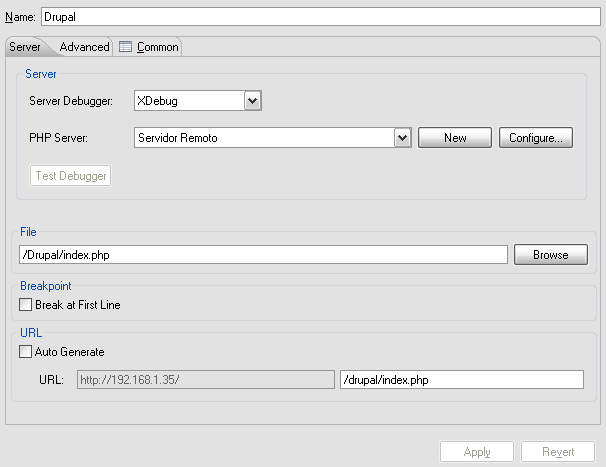 Name: Drupal
Server Advanced Common
Server
Server Debugger: XDebug
PHP Server: Servidor Remoto New Configure...
Test Debugger
File
/Drupal/index.php Browse
Breakpoint
Break at First Line
URL
Auto Generate
URL: http://192.168.1.35/ /drupal/index.php
Apply Revert